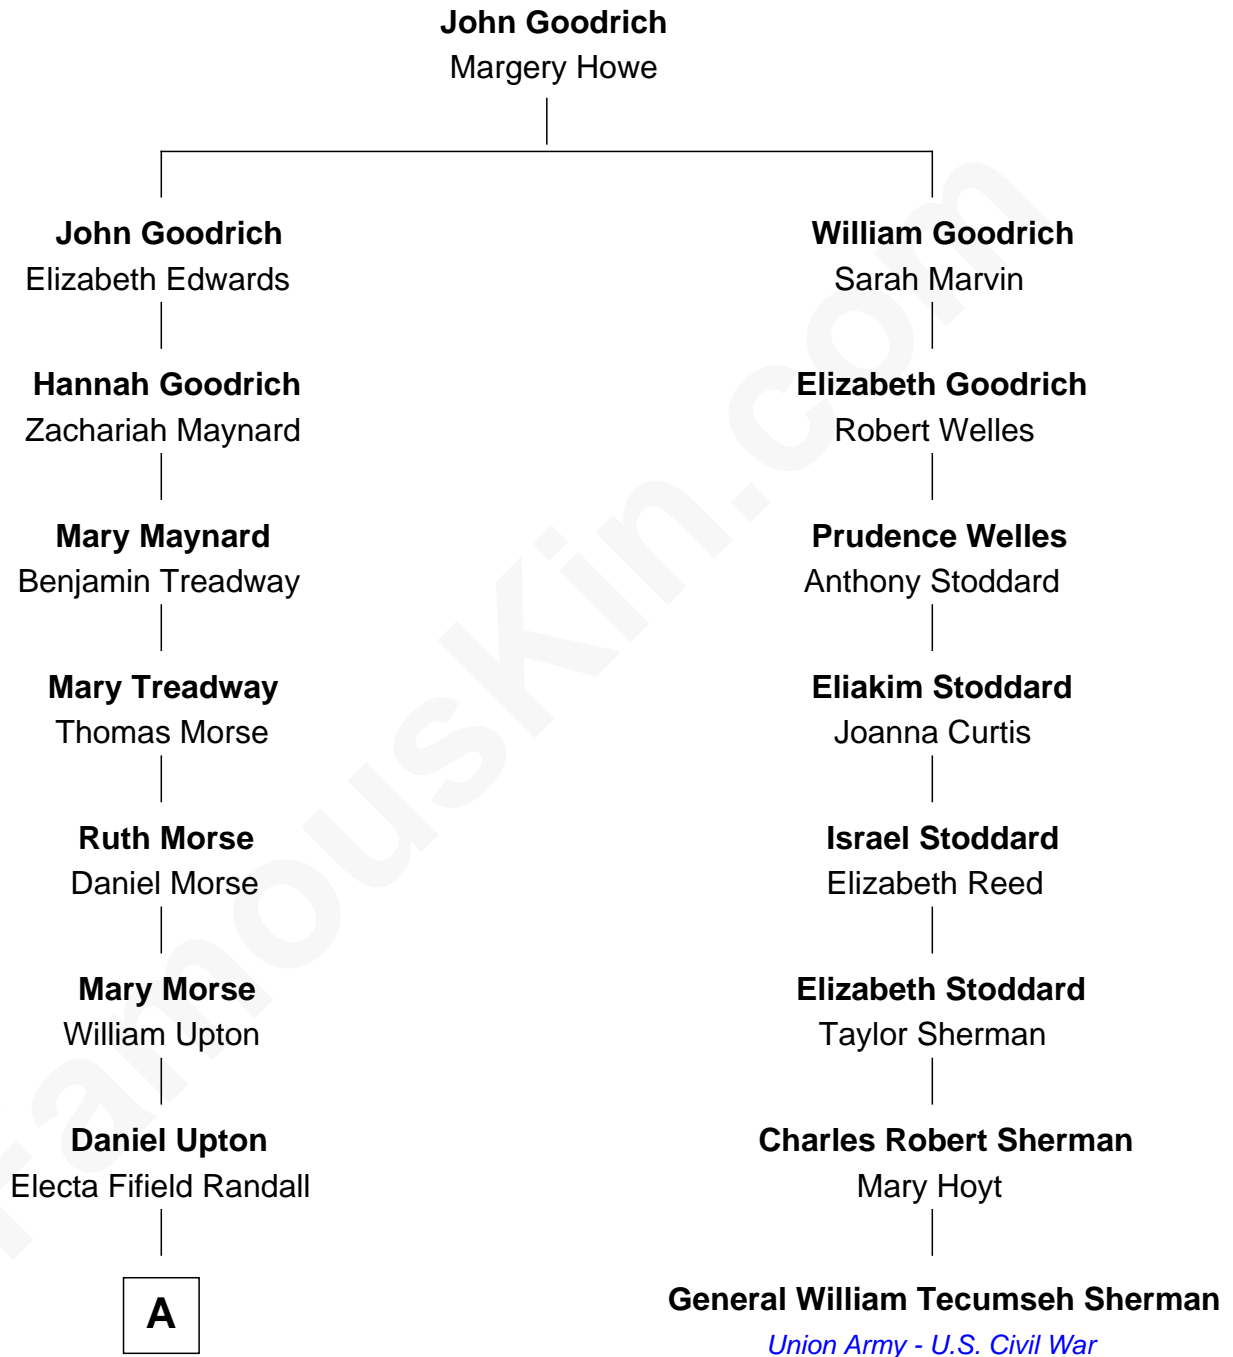 John Goodrich
Margery Howe
John Goodrich
Elizabeth Edwards
William Goodrich
Sarah Marvin
Hannah Goodrich
Zachariah Maynard
Elizabeth Goodrich
Robert Welles
Mary Maynard
Benjamin Treadway
Prudence Welles
Anthony Stoddard
Mary Treadway
Thomas Morse
Eliakim Stoddard
Joanna Curtis
Ruth Morse
Daniel Morse
Israel Stoddard
Elizabeth Reed
Mary Morse
William Upton
Elizabeth Stoddard
Taylor Sherman
Daniel Upton
Electa Fifield Randall
Charles Robert Sherman
Mary Hoyt
A
General William Tecumseh Sherman
Union Army - U.S. Civil War
FamousKin.com